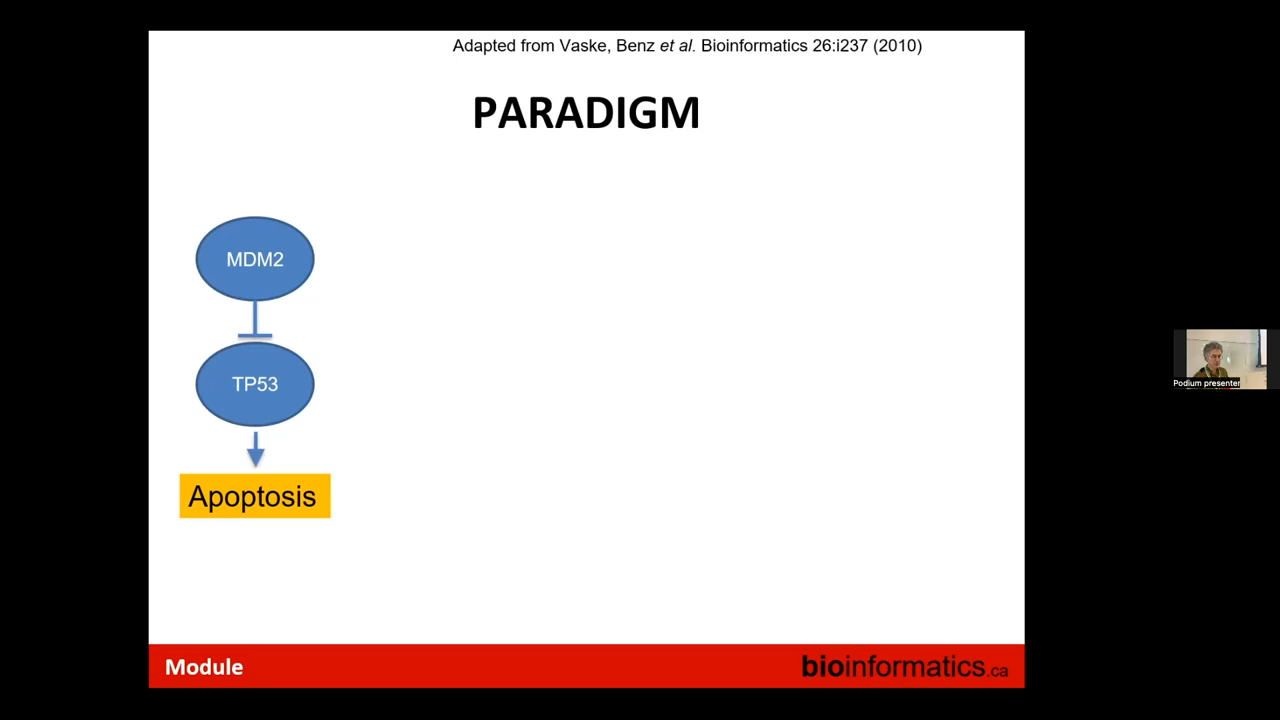 Adapted from Vaske, Benz et al. Bioinformatics 26:i237 (2010)
PARADIGM
MDM2
TP53
Apoptosis
Podium presenter
Module
bioinformatics.ca